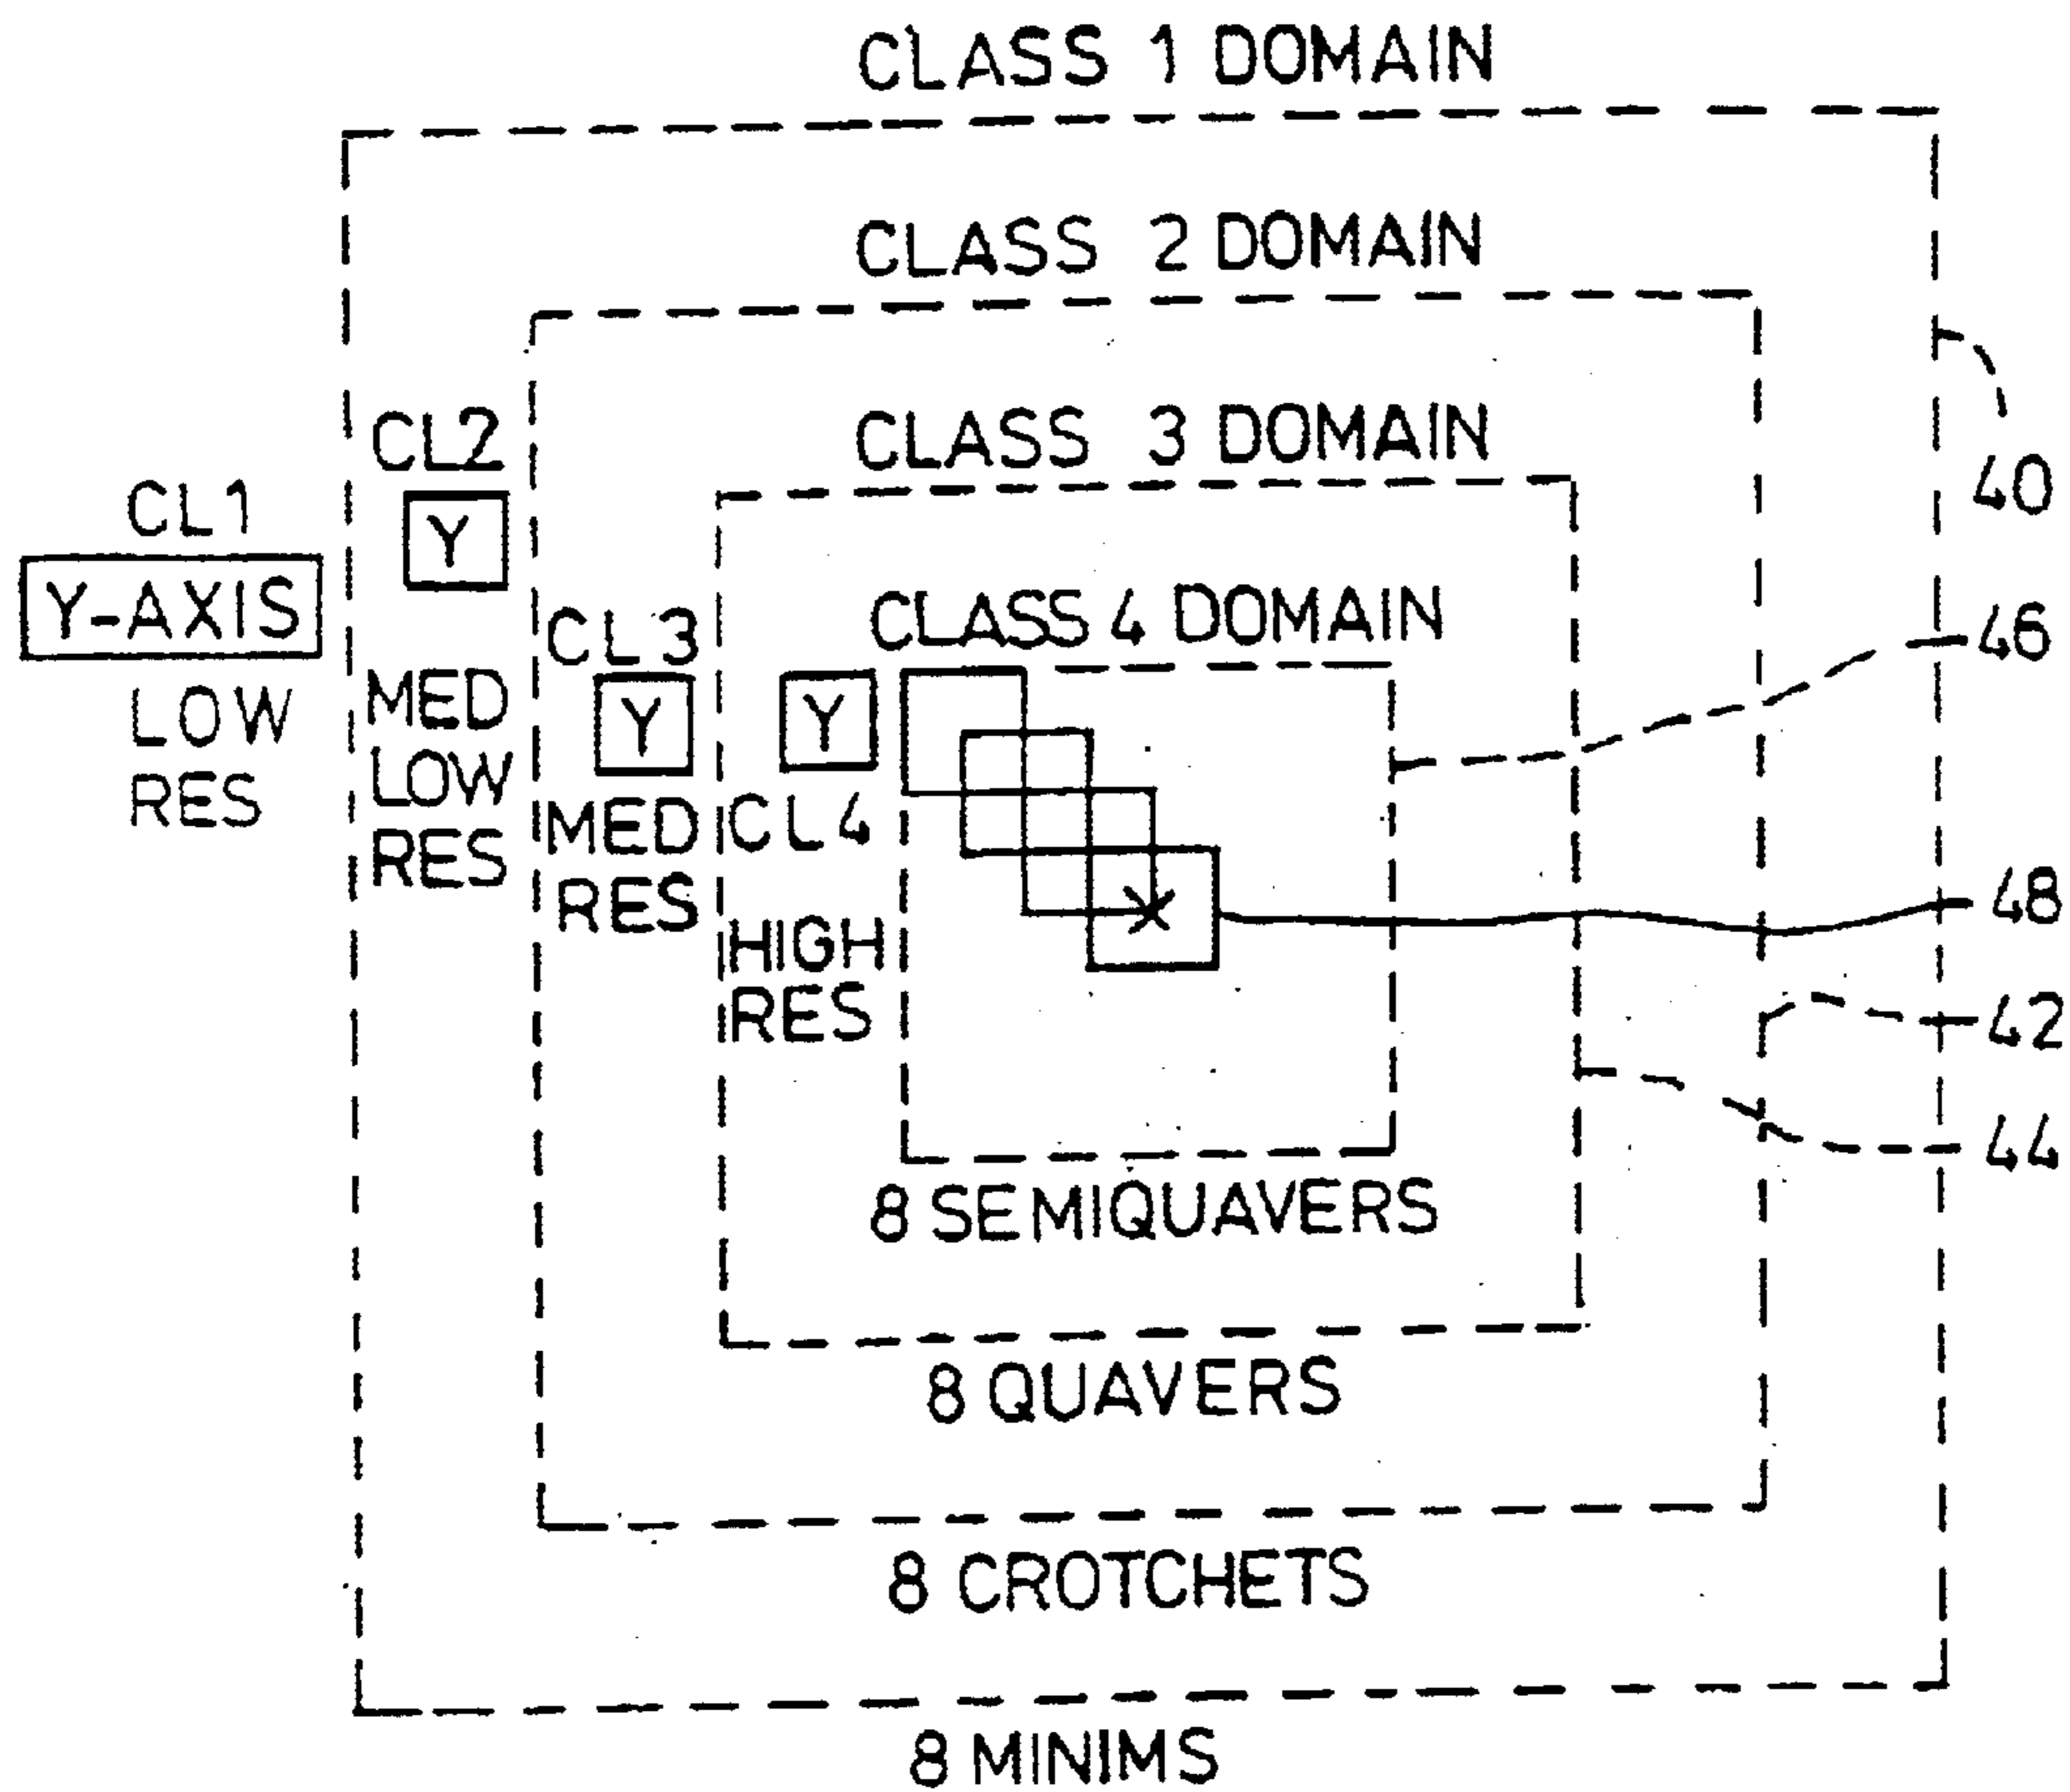 CLASS 1 DOMAIN
CLASS 2 DOMAIN
CLASS 3 DOMAIN
CLASS 4 DOMAIN
CL1
Y-AXIS
LOW
RES
CL2
Y
MED
LOW
RES
CL3
Y
MED
RES
Y
CL4
HIGH
RES
40
46
48
42
44
8 SEMIQUAVERS
8 QUAVERS
8 CROTCHETS
8 MINIMS